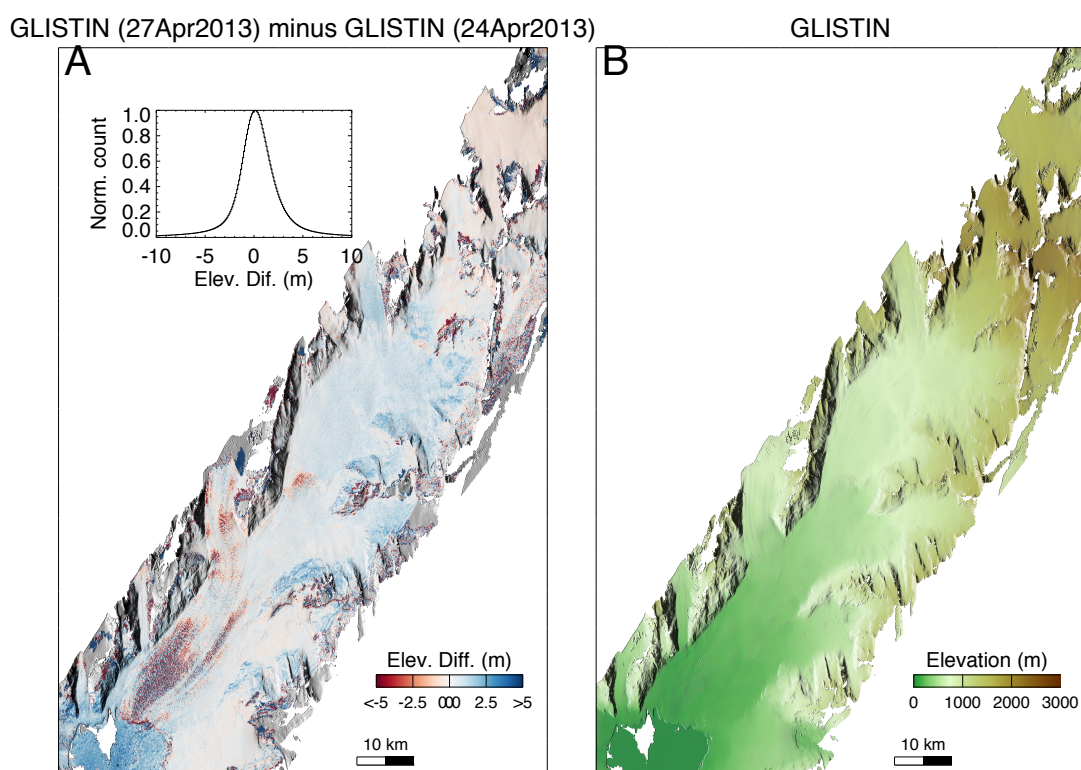 GLISTIN (27Apr2013) minus GLISTIN (24Apr2013)
A
Norm. count
1.0
0.8
0.6
0.4
0.2
0.0
-10 -5 0 5 10
Elev. Dif. (m)
Elev. Diff. (m)
<-5 -2.5 0.0 2.5 >5
10 km
GLISTIN
B
Elevation (m)
0 1000 2000 3000
10 km